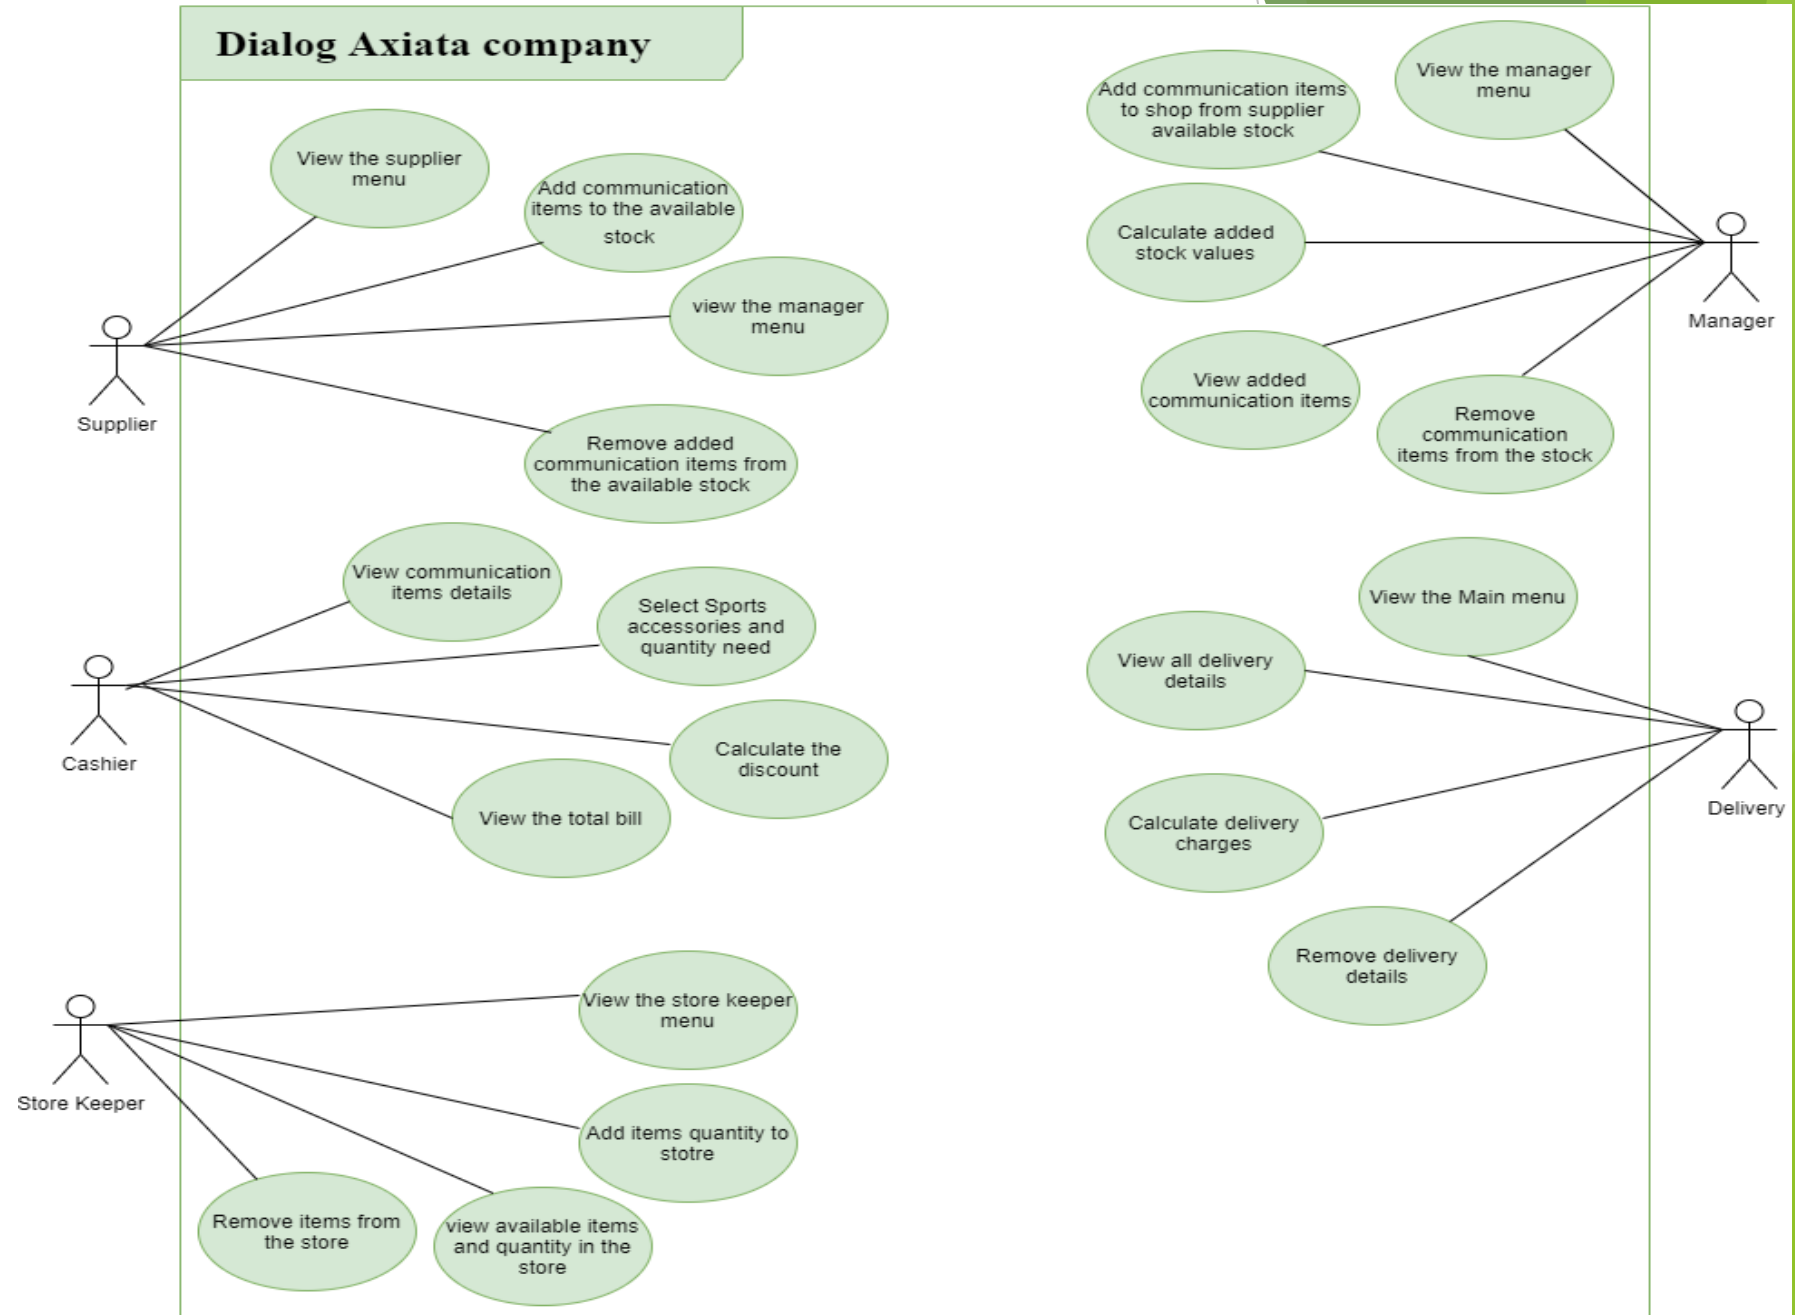 Dialog Axiata company
View the supplier
menu
Add communication
items to the available
stock
view the manager
menu
Supplier
Remove added
communication items from
the available stock
View communication
items details
Select Sports
accessories and
quantity need
Cashier
Calculate the
discount
View the total bill
View the store keeper
menu
Store Keeper
Add items quantity to
stotre
Remove items from
the store
view available items
and quantity in the
store
Add communication items
to shop from supplier
available stock
View the manager
menu
Calculate added
stock values
Manager
View added
communication items
Remove
communication
items from the stock
View the Main menu
View all delivery
details
Delivery
Calculate delivery
charges
Remove delivery
details